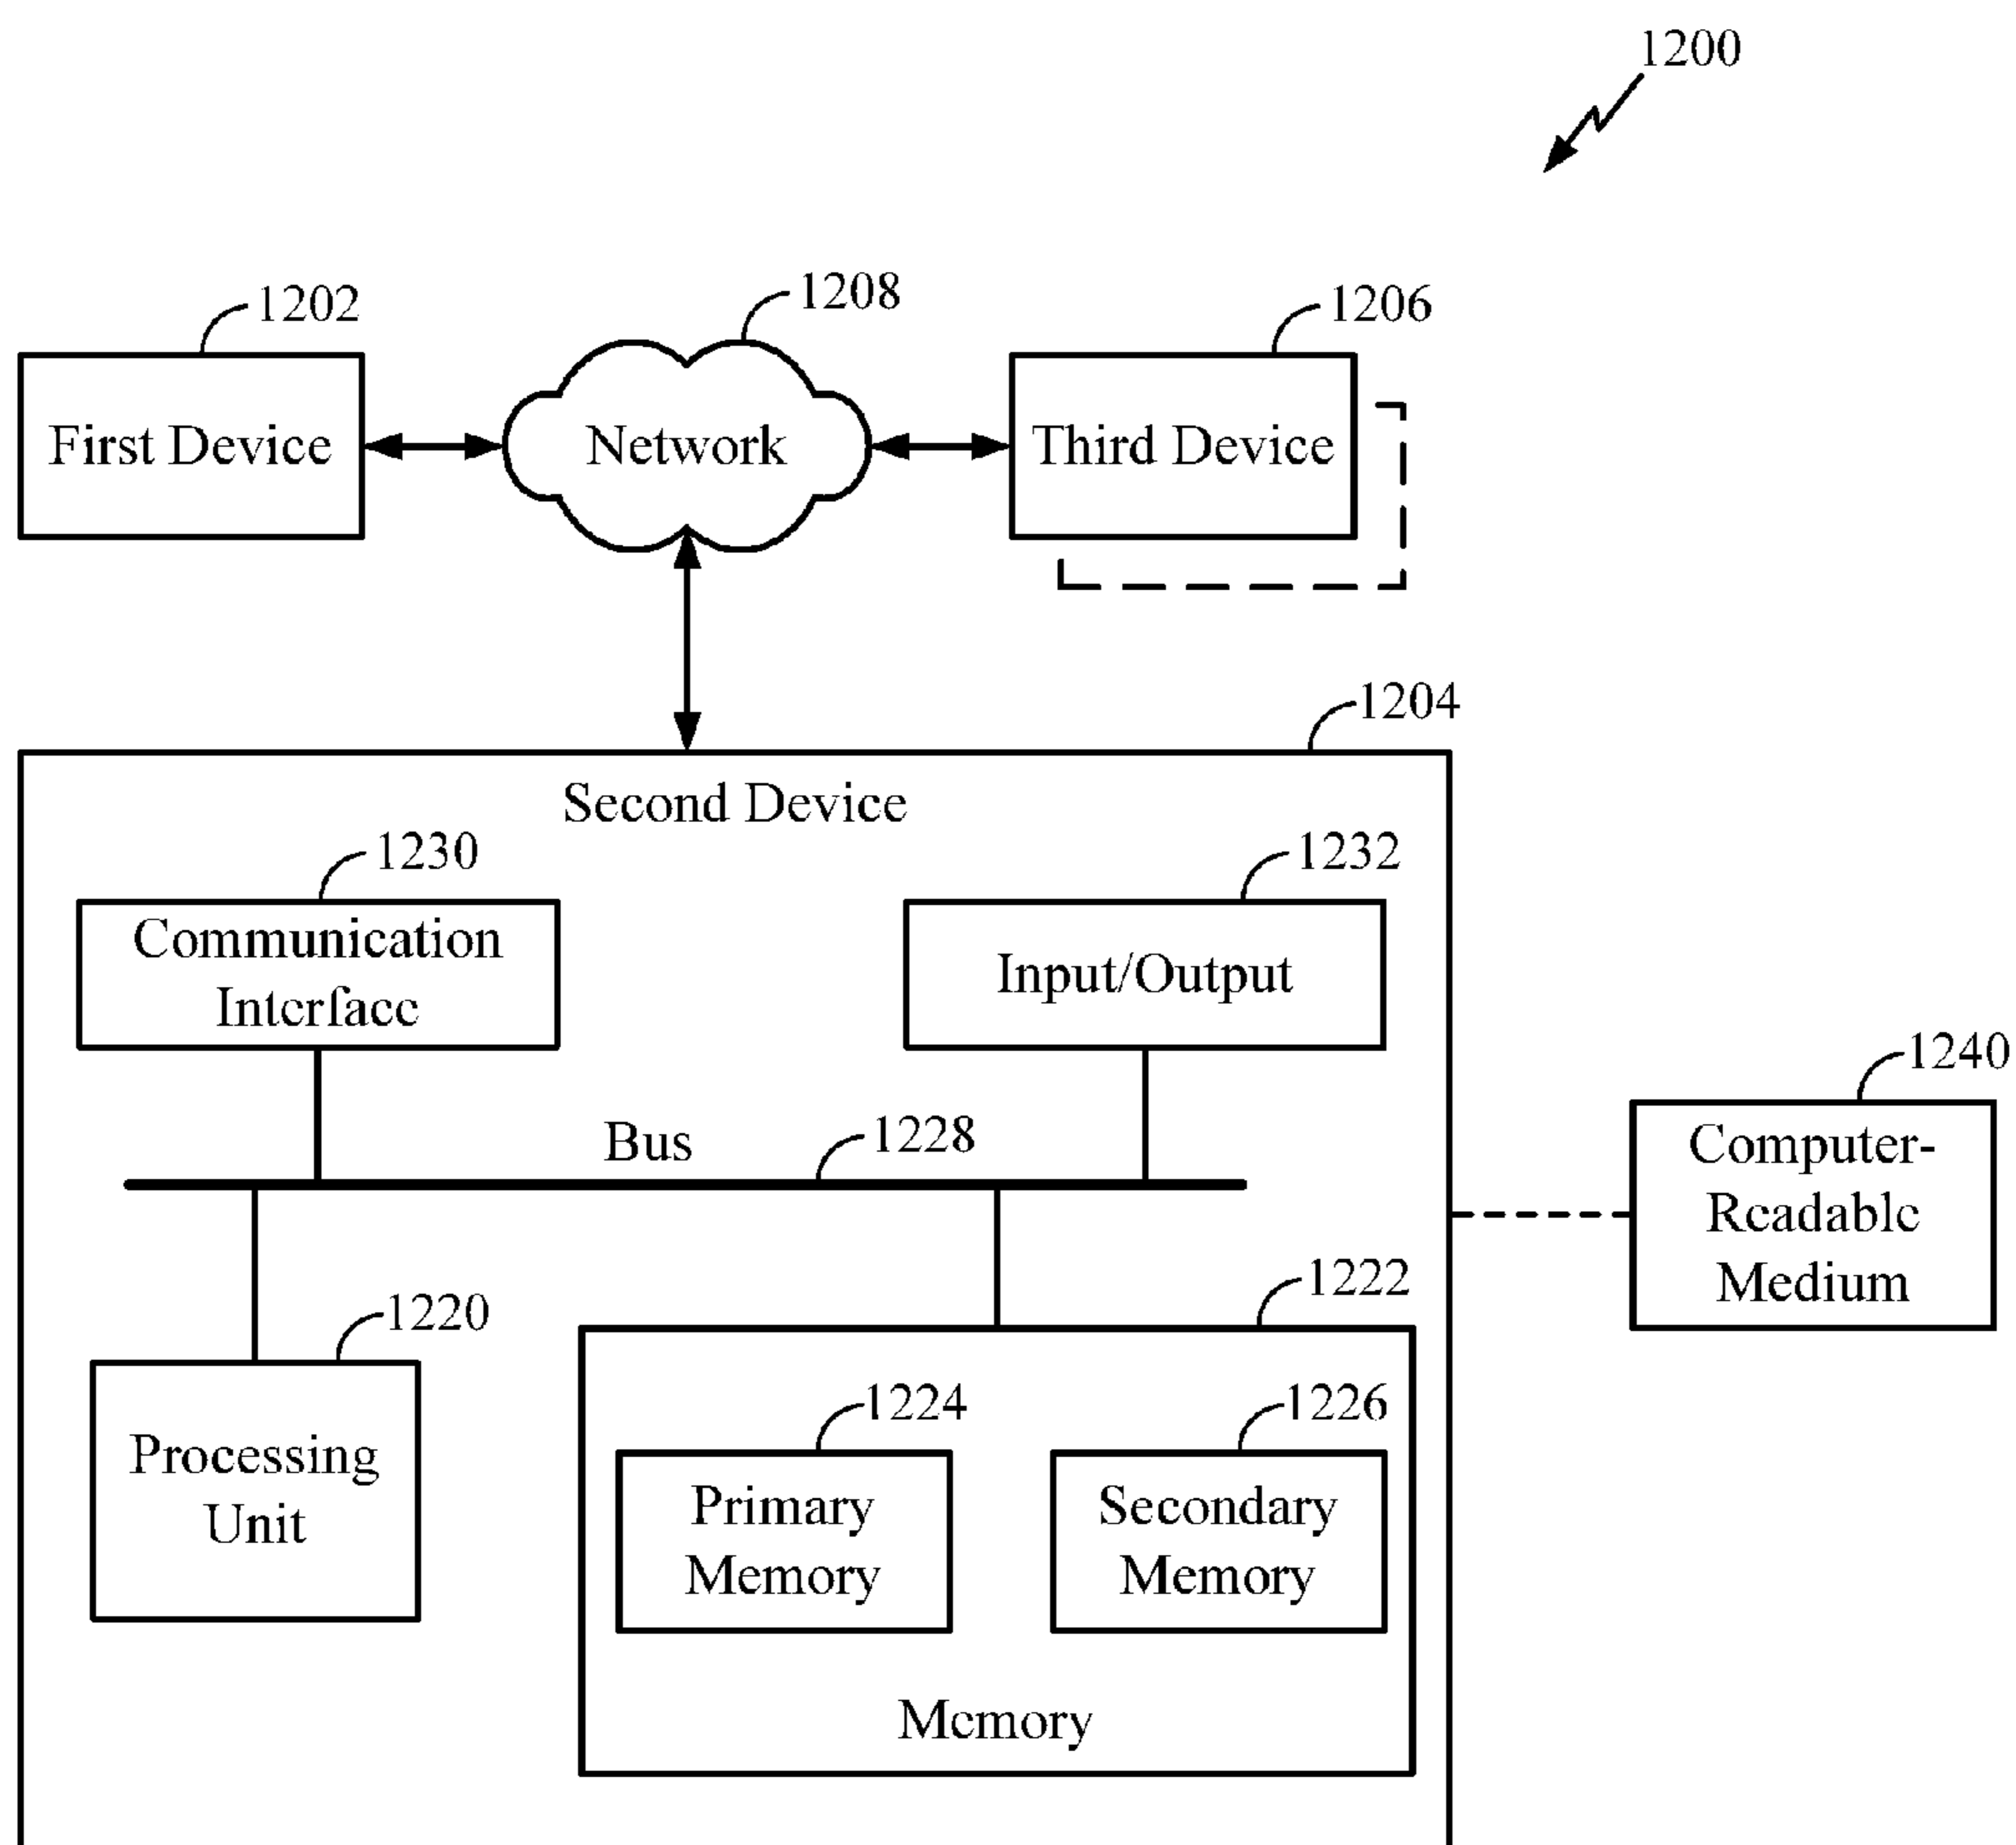 1200
1202
1208
1206
First Device
Network
Third Device
1204
Second Device
1230
1232
Communication
Interface
Input/Output
1240
Computer-
Readable
Medium
Bus
1228
1222
1220
1224
1226
Processing
Unit
Primary
Memory
Secondary
Memory
Memory